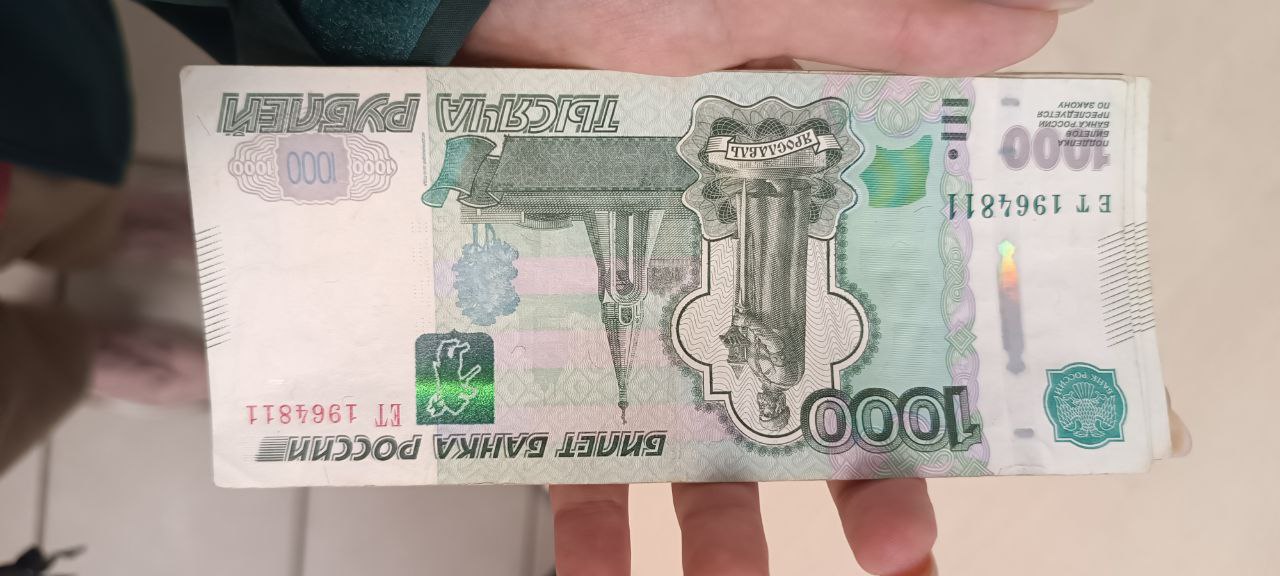 БИЛЕТ БАНКА РОССИИ
1000
ЕТ 1964811
БАНК РОССИИ
ЕТ 1964811
1000
ПОДДЕЛКА
БИЛЕТОВ
БАНКА РОССИИ
ПРЕСЛЕДУЕТСЯ
ПО ЗАКОНУ
ЯРОСЛАВЛЬ
ТЫСЯЧА РУБЛЕЙ
1000 1000 1000